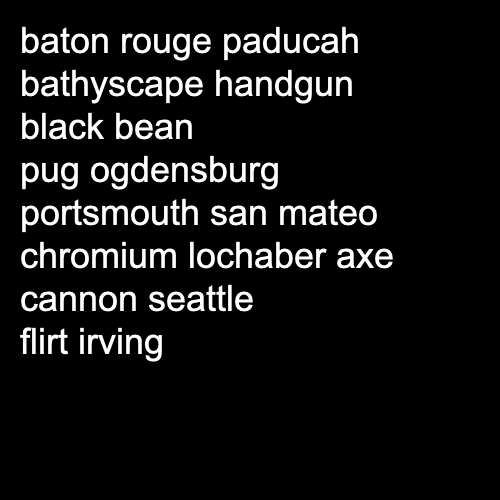 baton rouge paducah
bathyscape handgun
black bean
pug ogdensburg
portsmouth san mateo
chromium lochaber axe
cannon seattle
flirt irving